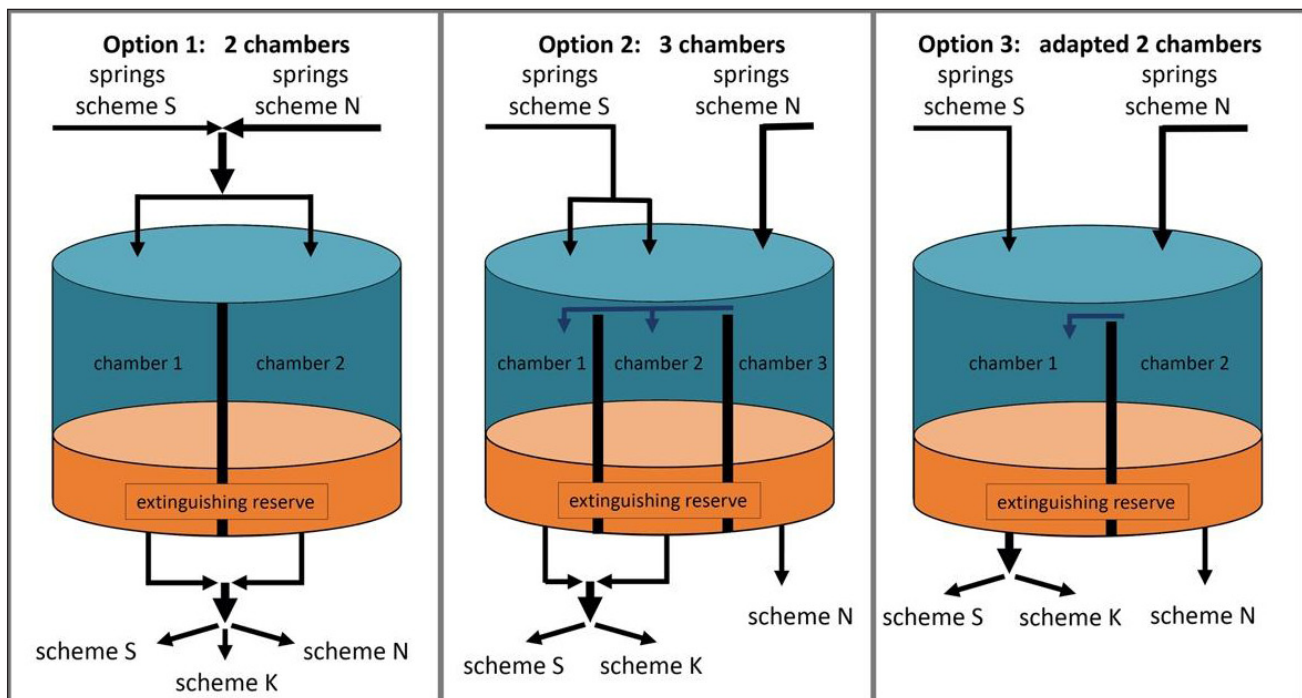 Option 1: 2 chambers
springs springs
scheme S scheme N
chamber 1 chamber 2
extinguishing reserve
scheme S scheme N
scheme K
Option 2: 3 chambers
springs springs
scheme S scheme N
chamber 1 chamber 2 chamber 3
extinguishing reserve
scheme N
scheme S scheme K
Option 3: adapted 2 chambers
springs springs
scheme S scheme N
chamber 1 chamber 2
extinguishing reserve
scheme S scheme K scheme N